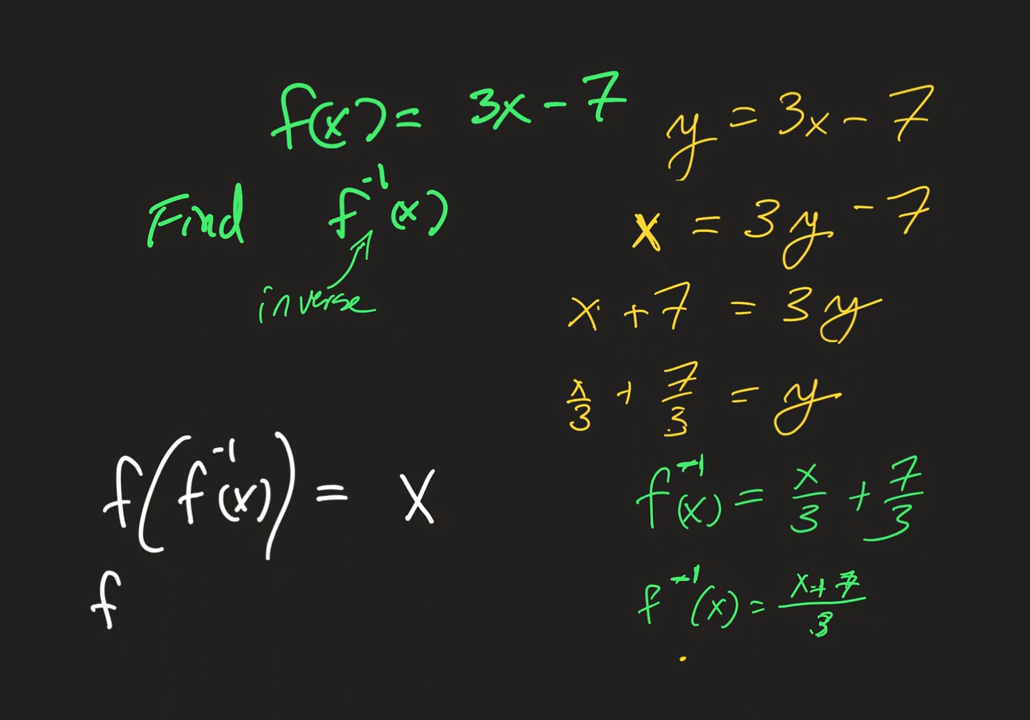 f(x) = 3x - 7
Find f⁻¹(x)
inverse
y = 3x - 7
x = 3y - 7
x + 7 = 3y
x/3 + 7/3 = y
f⁻¹(x) = x/3 + 7/3
f⁻¹(x) = (x+7)/3
f(f⁻¹(x)) = x
f